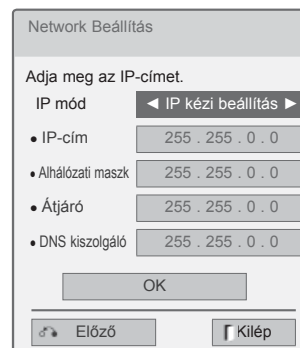 Network Beállítás
Adja meg az IP-címet.
IP mód ◄ IP kézi beállítás ►
• IP-cím 255 . 255 . 0 . 0
• Alhálózati maszk 255 . 255 . 0 . 0
• Átjáró 255 . 255 . 0 . 0
• DNS kiszolgáló 255 . 255 . 0 . 0
OK
Előző Kilép